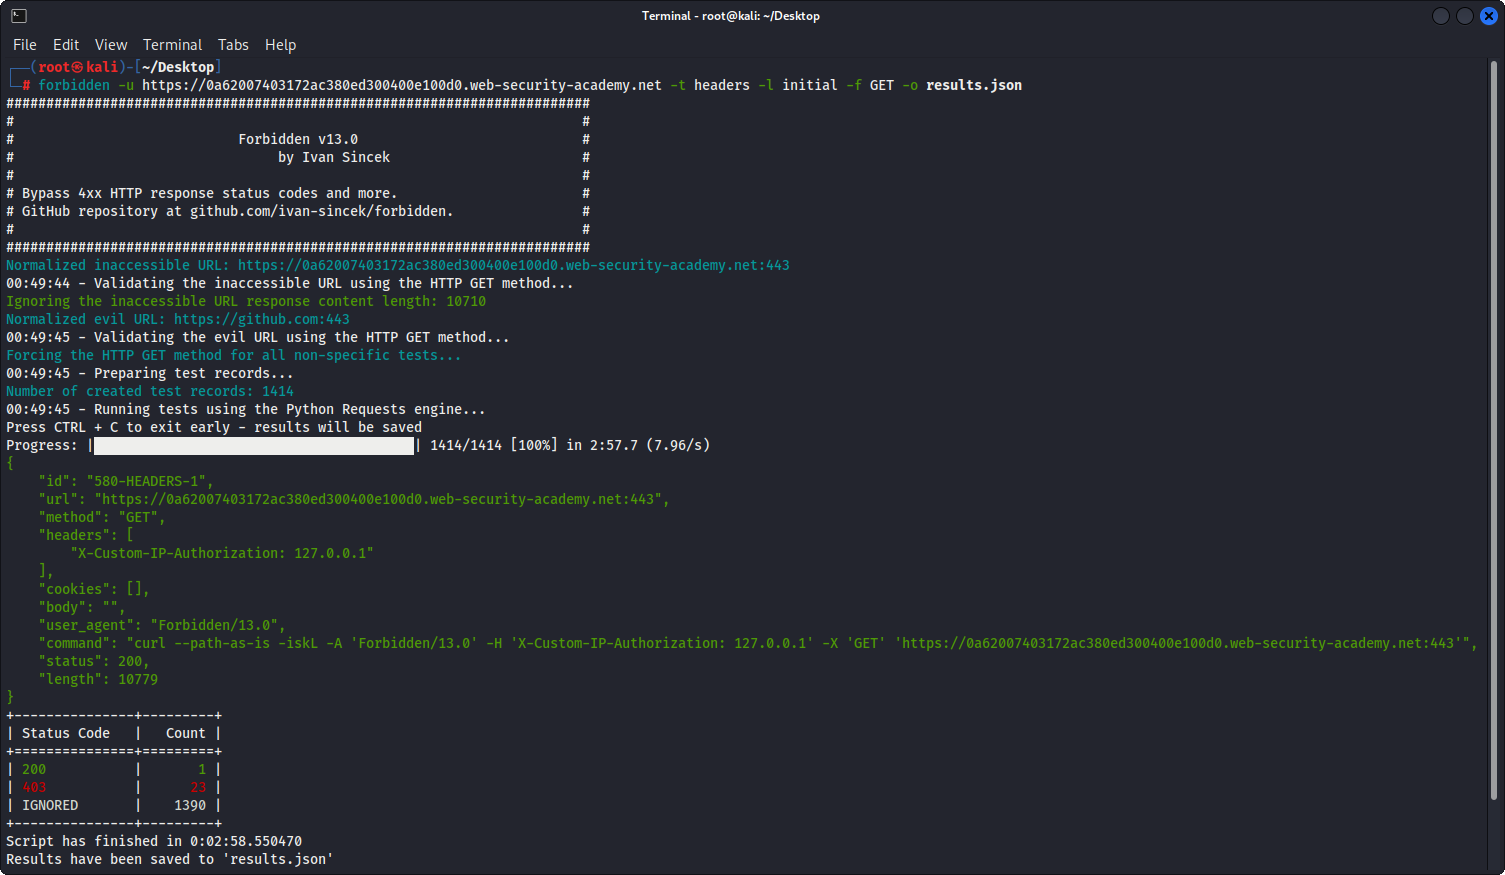 Terminal - root@kali: ~/Desktop
File Edit View Terminal Tabs Help
┌──(root㉿kali)-[~/Desktop]
└─# forbidden -u https://0a62007403172ac380ed300400e100d0.web-security-academy.net -t headers -l initial -f GET -o results.json
#########################################################################
#                                                                       #
#                            Forbidden v13.0                            #
#                                 by Ivan Sincek                        #
#                                                                       #
# Bypass 4xx HTTP response status codes and more.                       #
# GitHub repository at github.com/ivan-sincek/forbidden.                #
#                                                                       #
#########################################################################
Normalized inaccessible URL: https://0a62007403172ac380ed300400e100d0.web-security-academy.net:443
00:49:44 - Validating the inaccessible URL using the HTTP GET method...
Ignoring the inaccessible URL response content length: 10710
Normalized evil URL: https://github.com:443
00:49:45 - Validating the evil URL using the HTTP GET method...
Forcing the HTTP GET method for all non-specific tests...
00:49:45 - Preparing test records...
Number of created test records: 1414
00:49:45 - Running tests using the Python Requests engine...
Press CTRL + C to exit early - results will be saved
Progress: |████████████████████████████████████████| 1414/1414 [100%] in 2:57.7 (7.96/s)
{
    "id": "580-HEADERS-1",
    "url": "https://0a62007403172ac380ed300400e100d0.web-security-academy.net:443",
    "method": "GET",
    "headers": [
        "X-Custom-IP-Authorization: 127.0.0.1"
    ],
    "cookies": [],
    "body": "",
    "user_agent": "Forbidden/13.0",
    "command": "curl --path-as-is -iskL -A 'Forbidden/13.0' -H 'X-Custom-IP-Authorization: 127.0.0.1' -X 'GET' 'https://0a62007403172ac380ed300400e100d0.web-security-academy.net:443'",
    "status": 200,
    "length": 10779
}
+---------------+---------+
| Status Code   |   Count |
+===============+=========+
| 200           |       1 |
| 403           |      23 |
| IGNORED       |    1390 |
+---------------+---------+
Script has finished in 0:02:58.550470
Results have been saved to 'results.json'